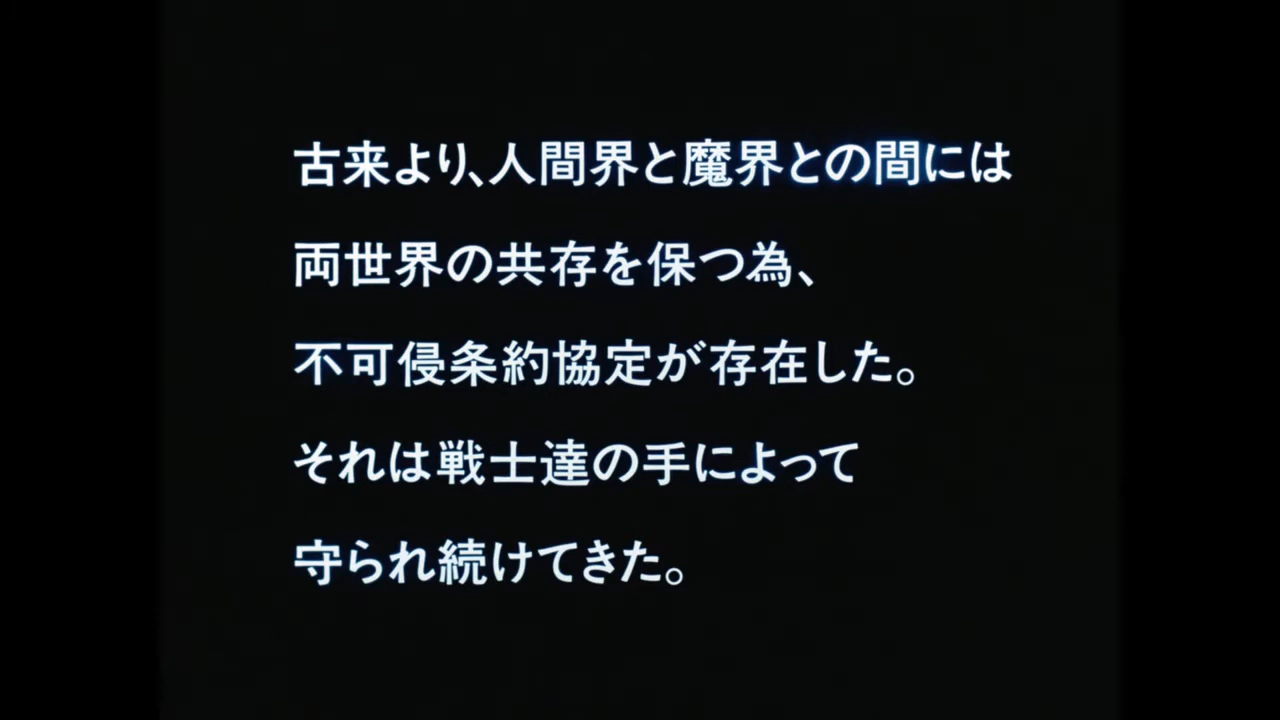 古来より、人間界と魔界との間には
両世界の共存を保つ為、
不可侵条約協定が存在した。
それは戦士達の手によって
守られ続けてきた。